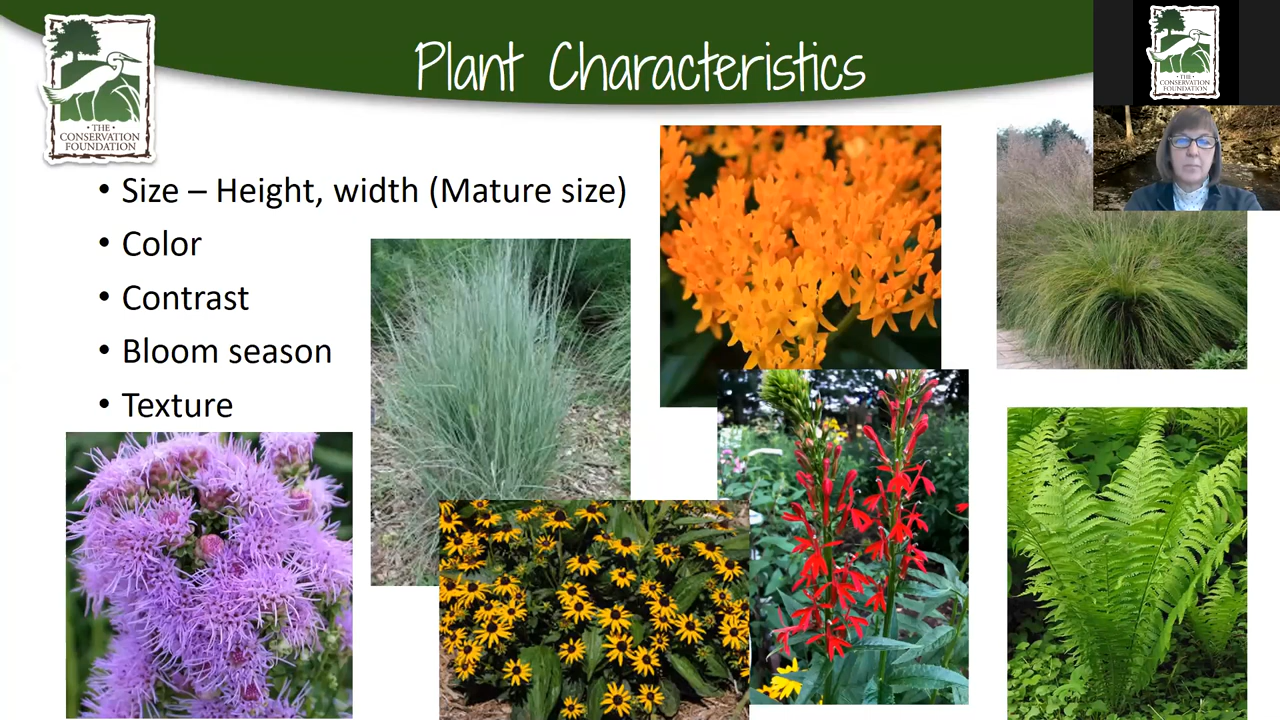 Plant Characteristics
• THE •
CONSERVATION
FOUNDATION
• THE •
CONSERVATION
FOUNDATION
• Size – Height, width (Mature size)
• Color
• Contrast
• Bloom season
• Texture